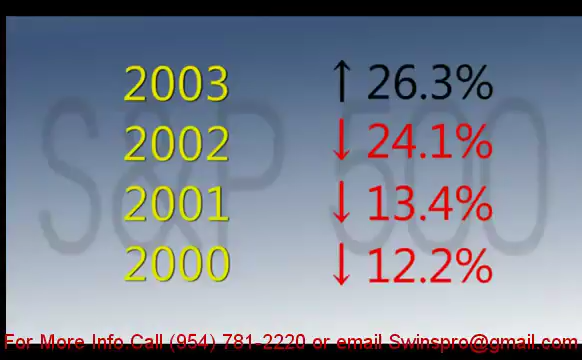 S&P 500
2003 ↑ 26.3%
2002 ↓ 24.1%
2001 ↓ 13.4%
2000 ↓ 12.2%
For More Info Call (954) 781-2220 or email Swinspro@gmail.com